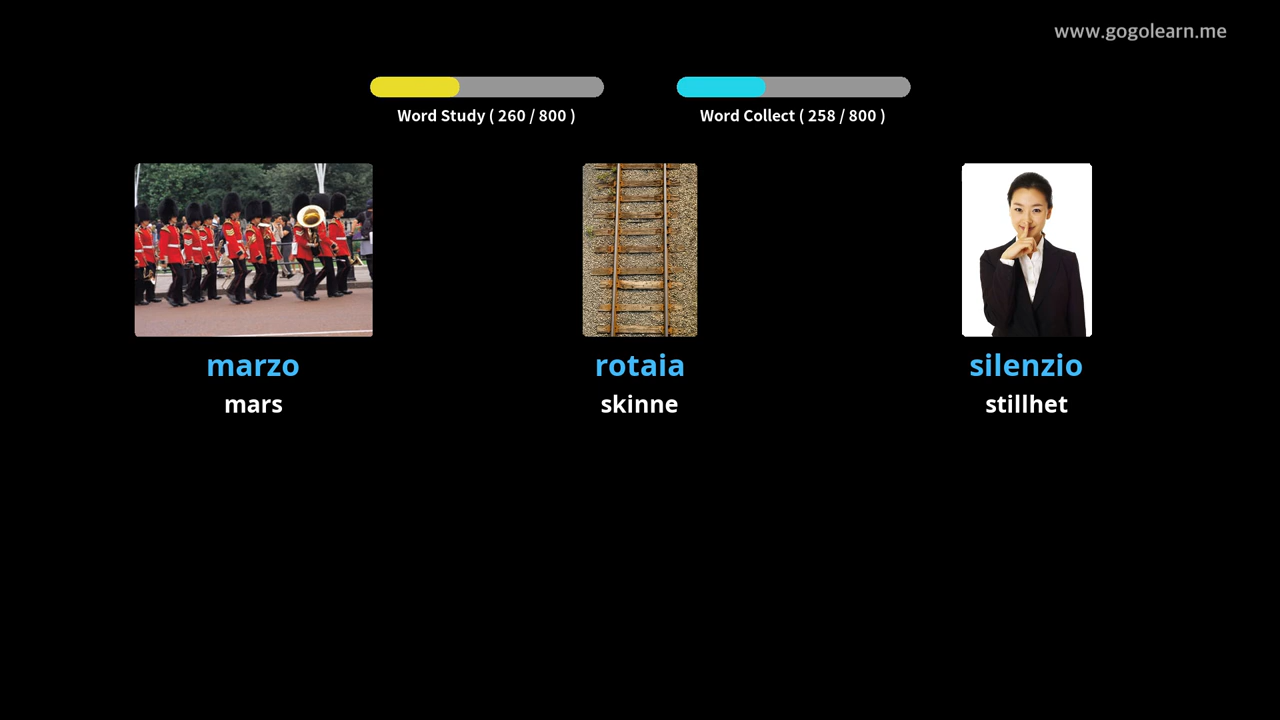 www.gogolearn.me
Word Study ( 260 / 800 )
Word Collect ( 258 / 800 )
marzo
mars
rotaia
skinne
silenzio
stillhet